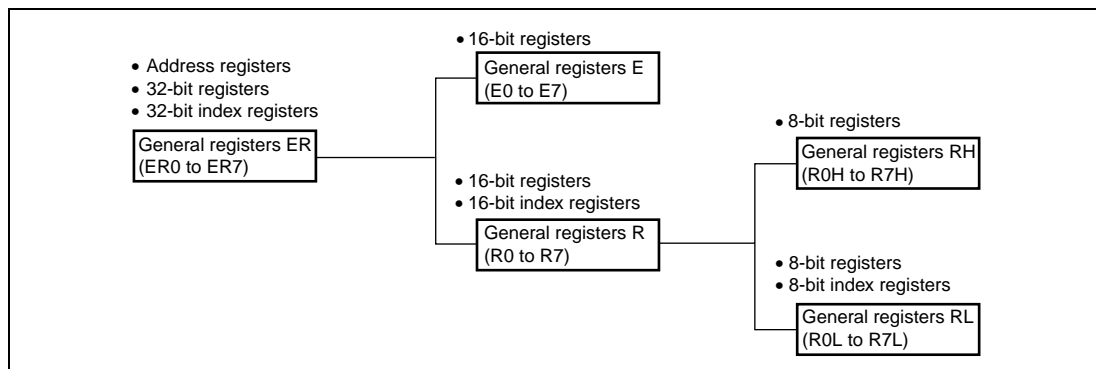 • Address registers
• 32-bit registers
• 32-bit index registers
General registers ER
(ER0 to ER7)
• 16-bit registers
General registers E
(E0 to E7)
• 16-bit registers
• 16-bit index registers
General registers R
(R0 to R7)
• 8-bit registers
General registers RH
(R0H to R7H)
• 8-bit registers
• 8-bit index registers
General registers RL
(R0L to R7L)